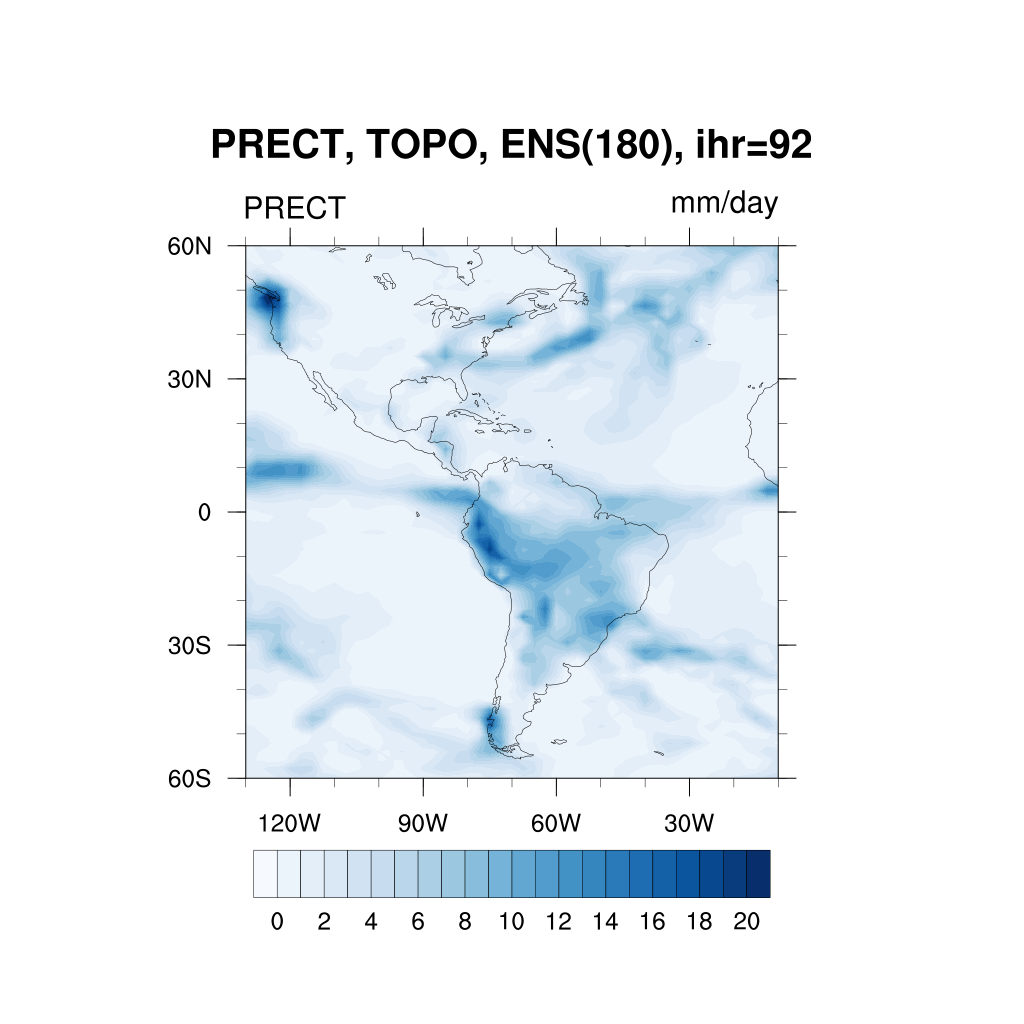 PRECT, TOPO, ENS(180), ihr=92
PRECT mm/day
60N
30N
0
30S
60S
120W 90W 60W 30W
0 2 4 6 8 10 12 14 16 18 20